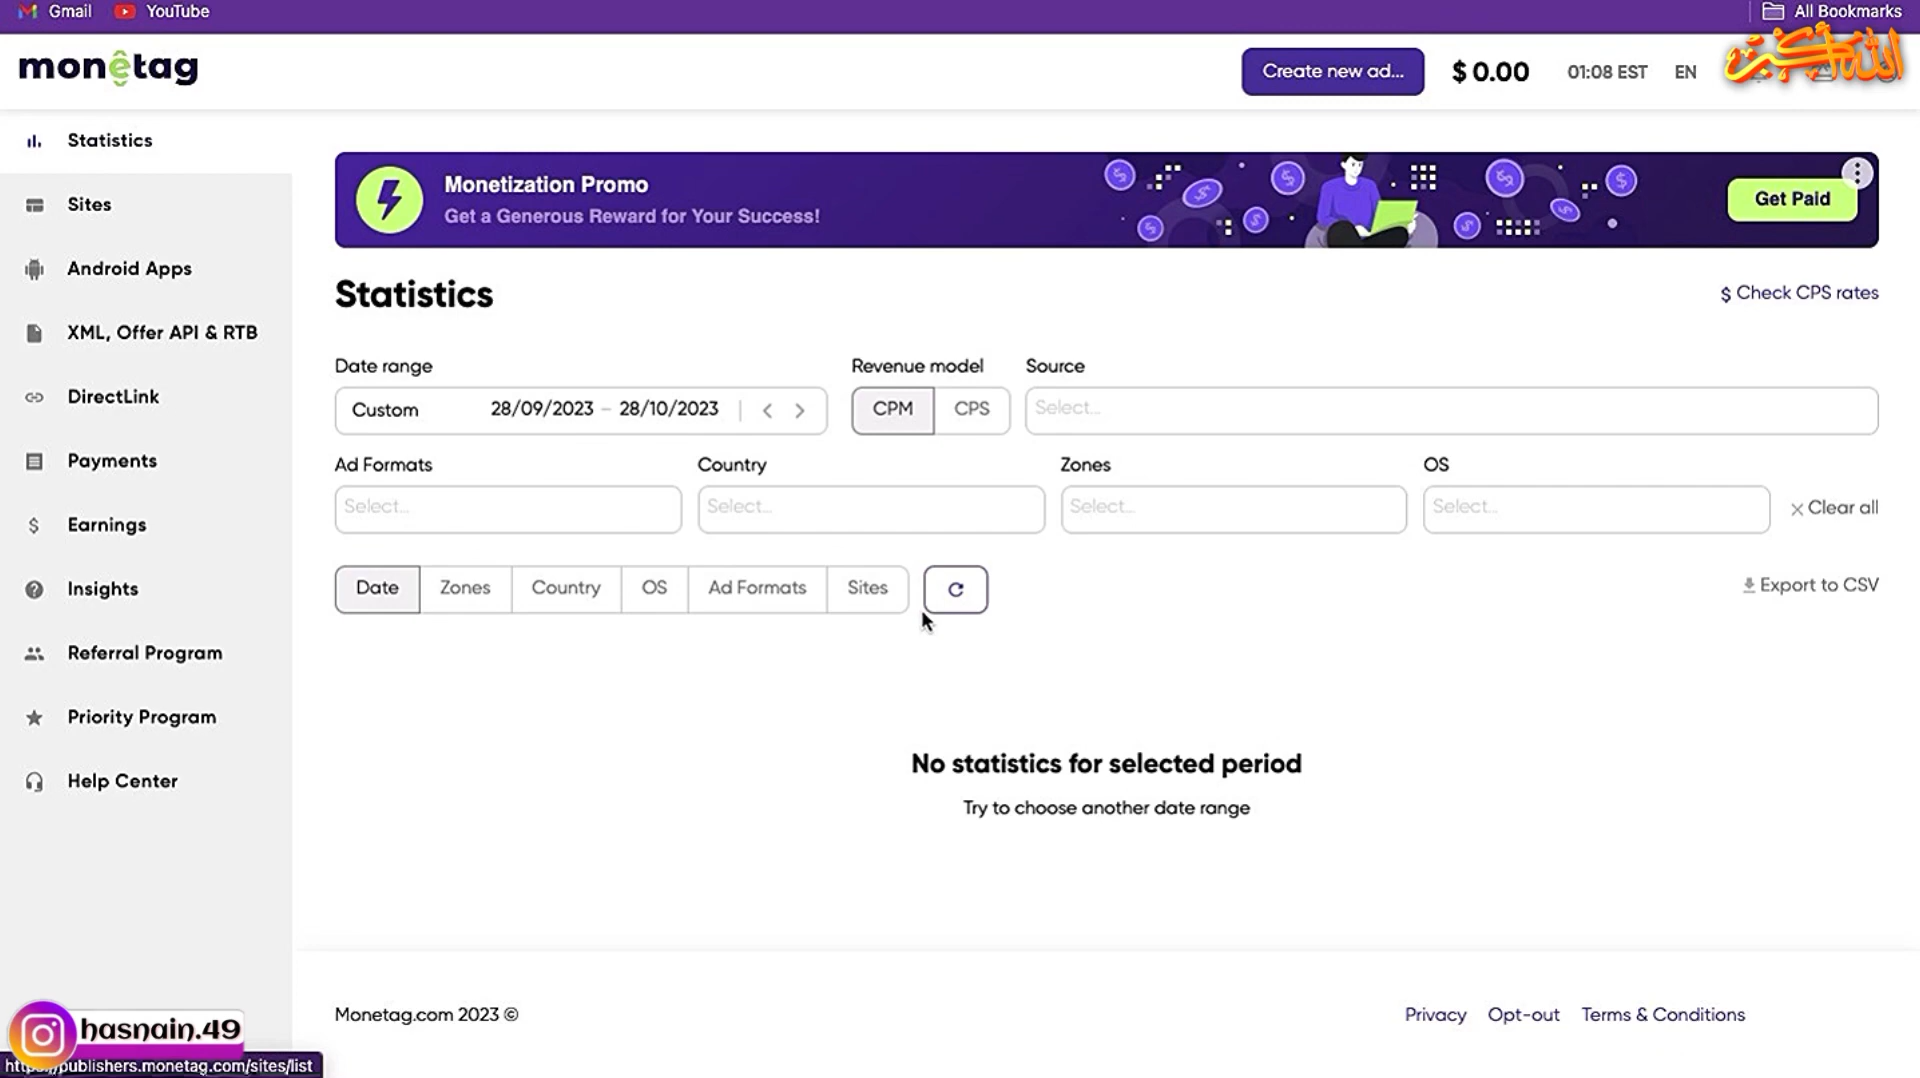 Gmail
YouTube
All Bookmarks
monetag
Create new ad...
$ 0.00
01:08 EST
EN
الله أكبر
Statistics
Sites
Android Apps
XML, Offer API & RTB
DirectLink
Payments
Earnings
Insights
Referral Program
Priority Program
Help Center
Monetization Promo
Get a Generous Reward for Your Success!
Get Paid
Statistics
$ Check CPS rates
Date range
Revenue model
Source
Custom
28/09/2023 – 28/10/2023
CPM
CPS
Select...
Ad Formats
Country
Zones
OS
Select...
Select...
Select...
Select...
Clear all
Date
Zones
Country
OS
Ad Formats
Sites
Export to CSV
No statistics for selected period
Try to choose another date range
Monetag.com 2023 ©
Privacy
Opt-out
Terms & Conditions
hasnain.49
publishers.monetag.com/sites/list